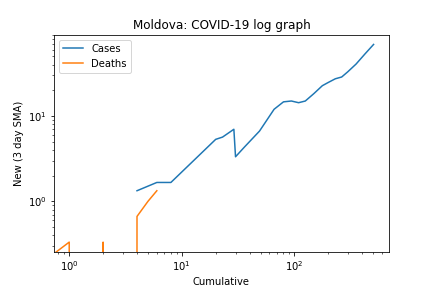 Moldova: COVID-19 log graph
Cases
Deaths
New (3 day SMA)
10¹
10⁰
10⁰ 10¹ 10²
Cumulative